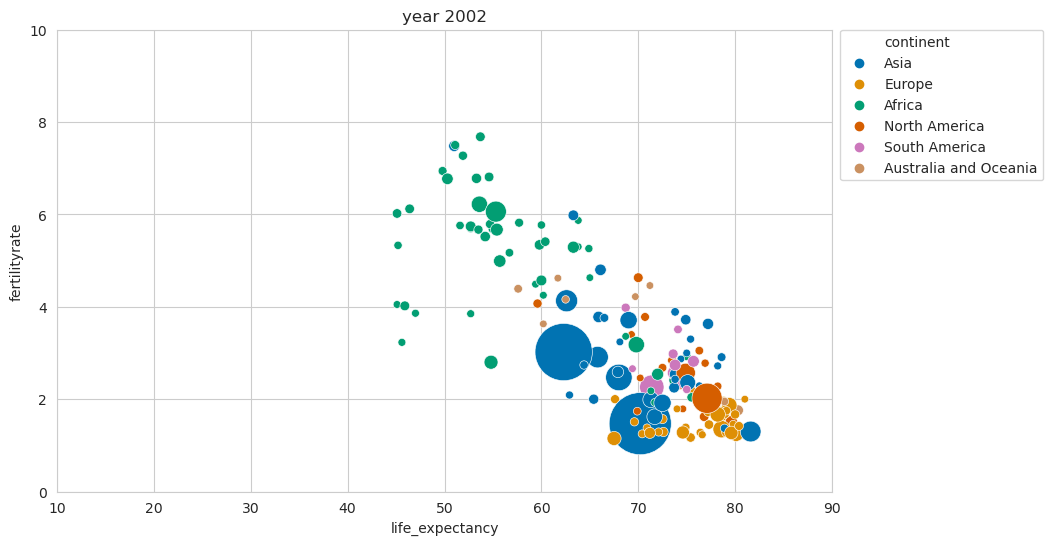 year 2002
10
8
6
4
2
0
fertilityrate
10 20 30 40 50 60 70 80 90
life_expectancy
continent
Asia
Europe
Africa
North America
South America
Australia and Oceania